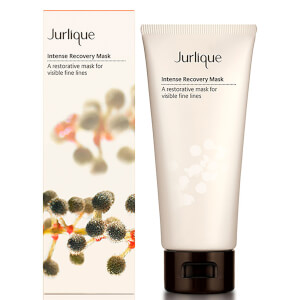 Jurlique
Intense Recovery Mask
A restorative mask for
visible fine lines
Jurlique
Intense Recovery Mask
A restorative mask for
visible fine lines